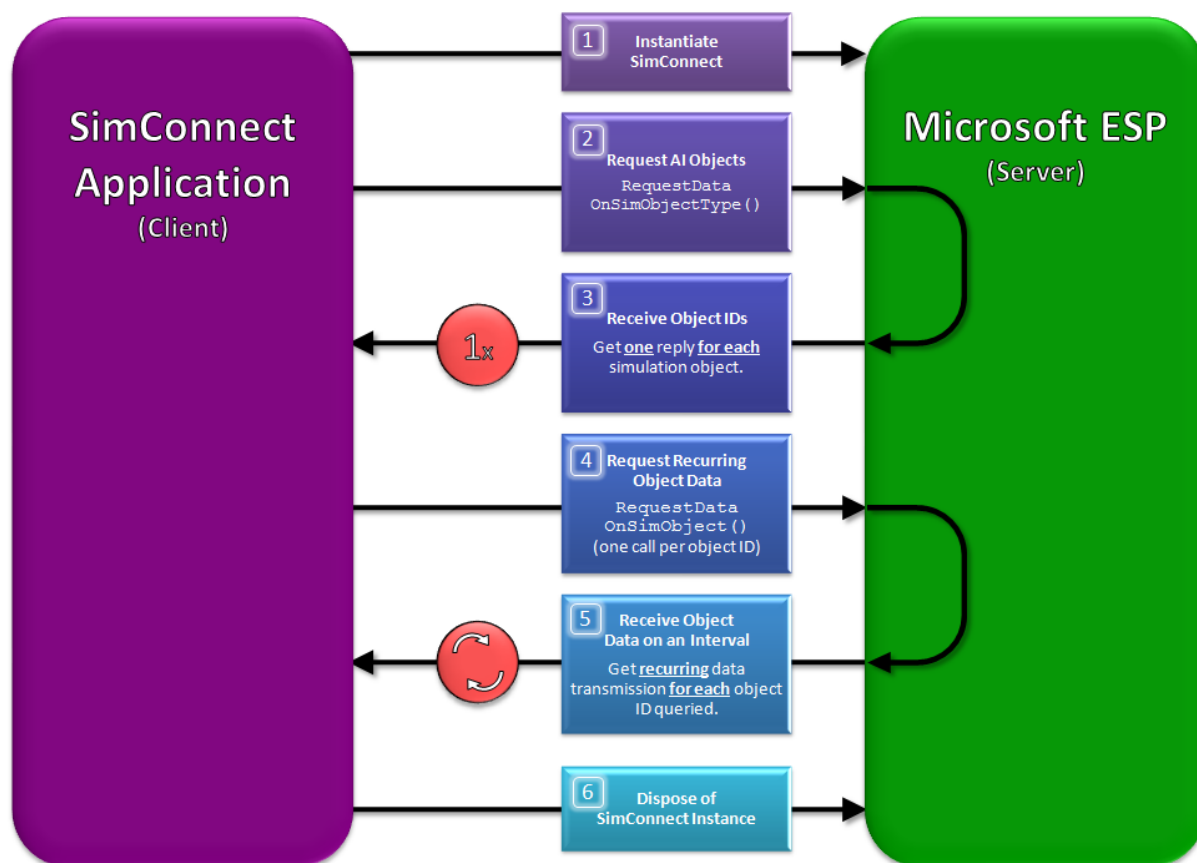 SimConnect
Application
(Client)
Microsoft ESP
(Server)
1
Instantiate
SimConnect
2
Request AI Objects
RequestData
OnSimObjectType()
3
Receive Object IDs
Get one reply for each
simulation object.
1x
4
Request Recurring
Object Data
RequestData
OnSimObject()
(one call per object ID)
5
Receive Object
Data on an Interval
Get recurring data
transmission for each object
ID queried.
6
Dispose of
SimConnect Instance